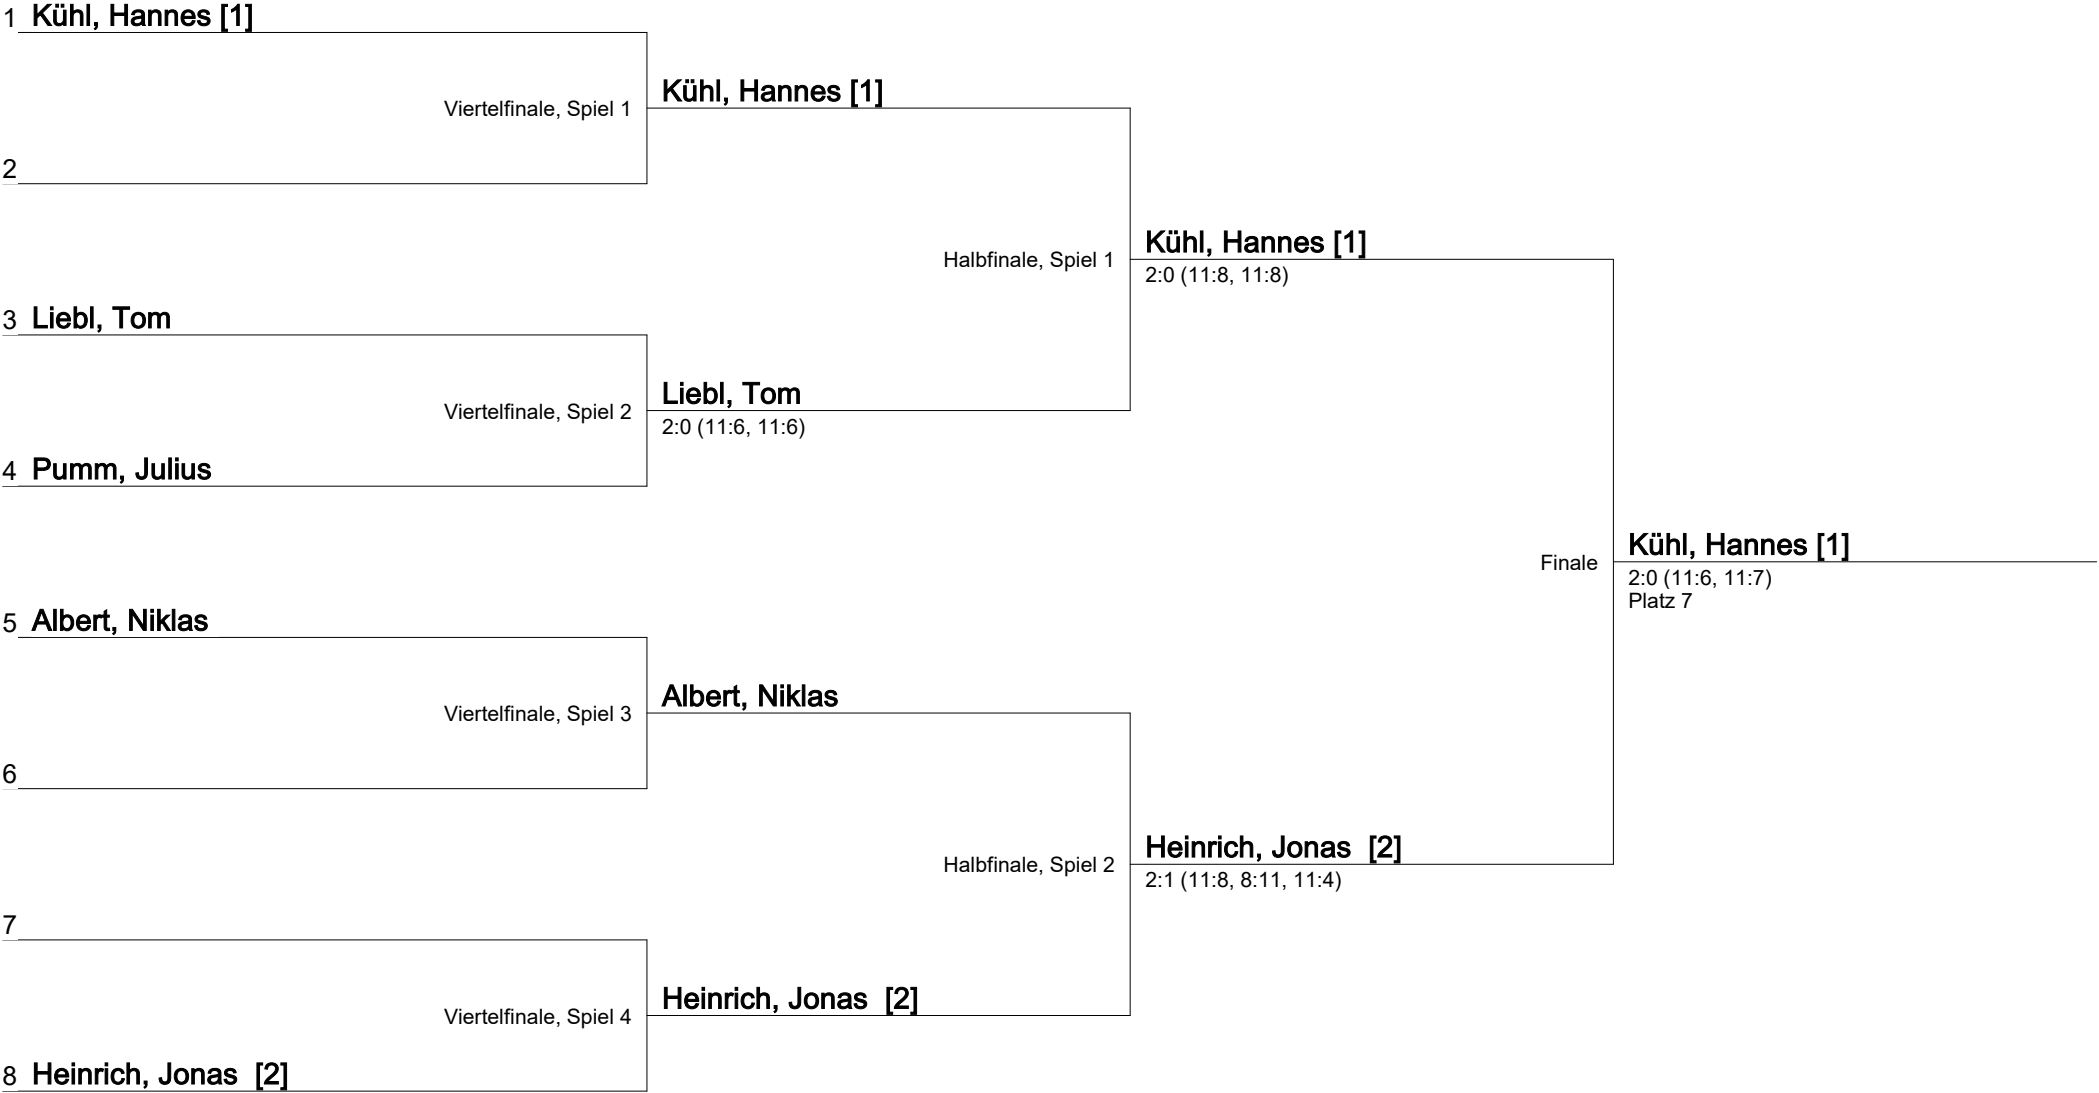 1 Kühl, Hannes [1]
Kühl, Hannes [1]
Viertelfinale, Spiel 1
2
Kühl, Hannes [1]
Halbfinale, Spiel 1
2:0 (11:8, 11:8)
3 Liebl, Tom
Liebl, Tom
Viertelfinale, Spiel 2
2:0 (11:6, 11:6)
4 Pumm, Julius
Kühl, Hannes [1]
Finale
2:0 (11:6, 11:7)
Platz 7
5 Albert, Niklas
Albert, Niklas
Viertelfinale, Spiel 3
6
Heinrich, Jonas  [2]
Halbfinale, Spiel 2
2:1 (11:8, 8:11, 11:4)
7
Heinrich, Jonas  [2]
Viertelfinale, Spiel 4
8 Heinrich, Jonas  [2]